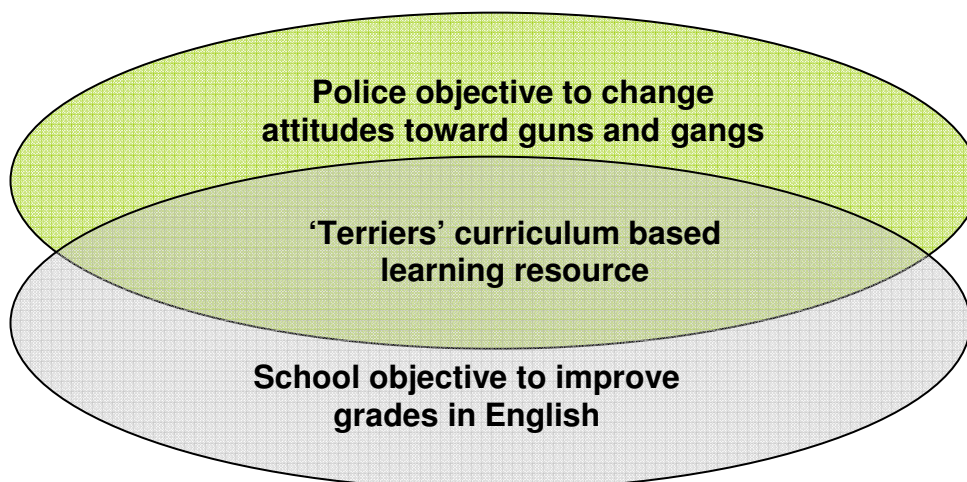 Police objective to change
attitudes toward guns and gangs
‘Terriers’ curriculum based
learning resource
School objective to improve
grades in English